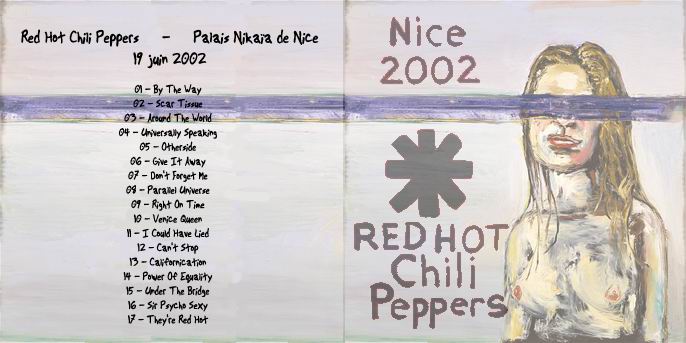 Red Hot Chili Peppers - Palais Nikaïa de Nice
19 juin 2002
01 - By The Way
02 - Scar Tissue
03 - Around The World
04 - Universally Speaking
05 - Otherside
06 - Give It Away
07 - Don't Forget Me
08 - Parallel Universe
09 - Right On Time
10 - Venice Queen
11 - I Could Have Lied
12 - Can't Stop
13 - Californication
14 - Power Of Equality
15 - Under The Bridge
16 - Sir Psycho Sexy
17 - They're Red Hot
Nice
2002
RED HOT
Chili
Peppers